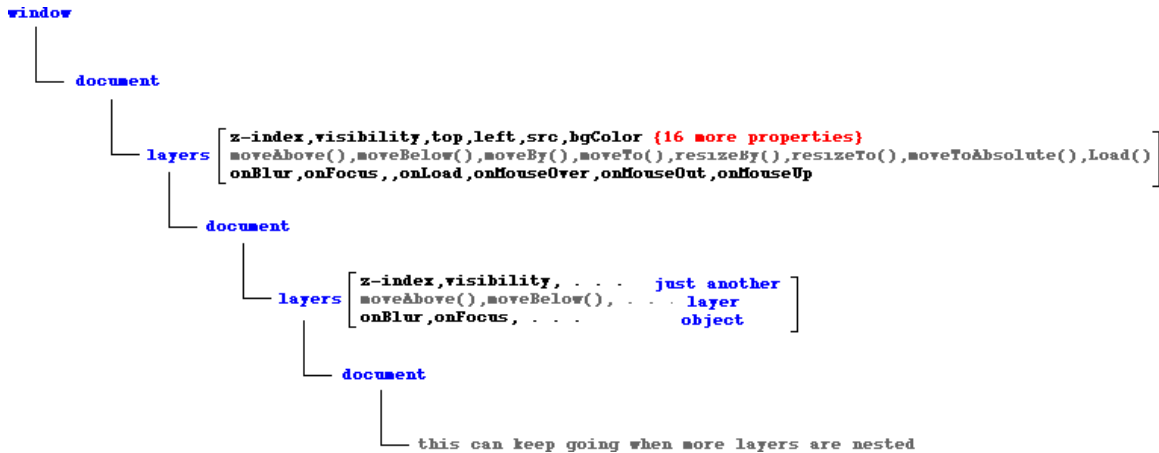 window
document
z-index,visibility,top,left,src,bgColor {16 more properties}
layers moveAbove(),moveBelow(),moveBy(),moveTo(),resizeBy(),resizeTo(),moveToAbsolute(),Load()
onBlur,onFocus,,onLoad,onMouseOver,onMouseOut,onMouseUp
document
z-index,visibility, . . . just another
layers moveAbove(),moveBelow(), . . . layer
onBlur,onFocus, . . . object
document
this can keep going when more layers are nested